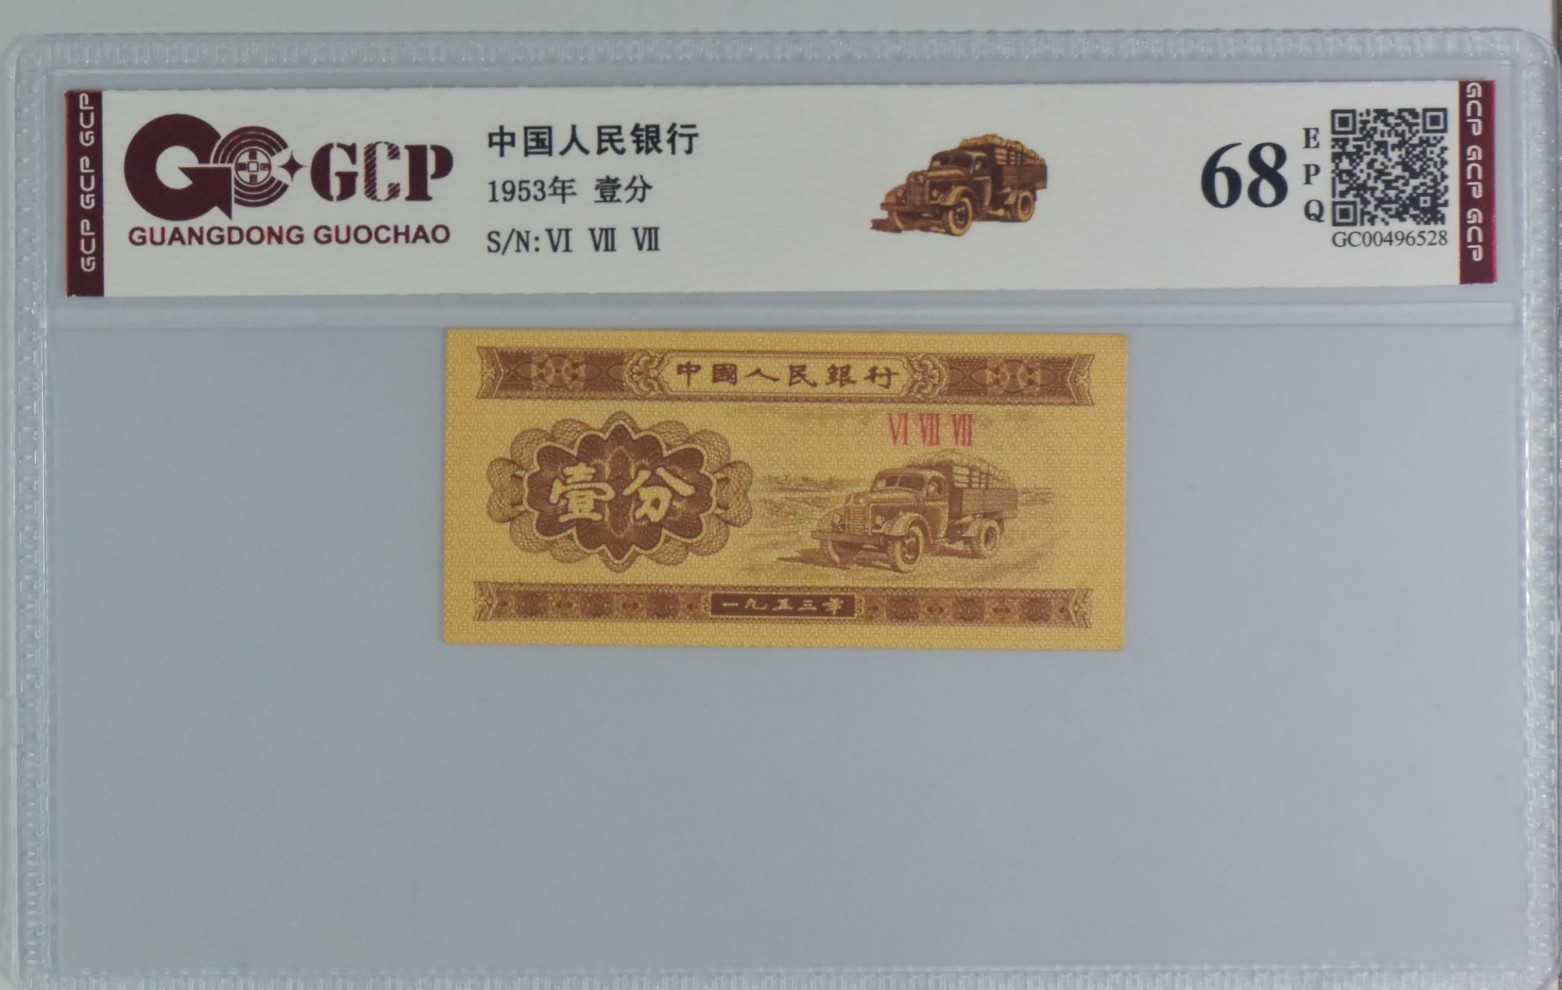 GCP GCP GCP
GCP
GUANGDONG GUOCHAO
中国人民银行
1953年 壹分
S/N: VI VII VII
68
EPQ
GC00496528
GCP GCP GCP
中國人民銀行
VI VII VII
壹分
一九五三年